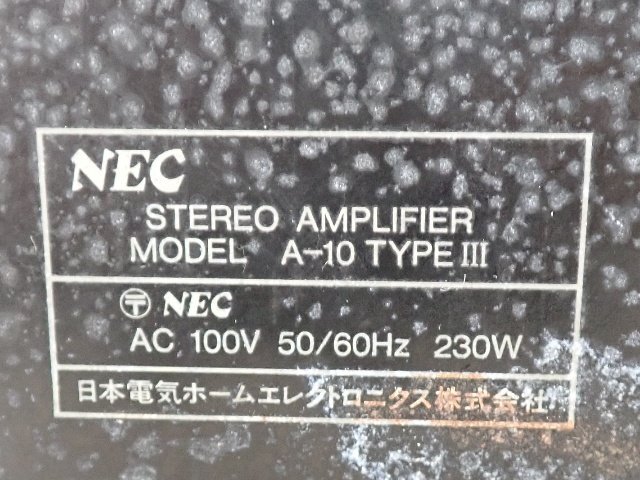 NEC
STEREO AMPLIFIER
MODEL A-10 TYPE III
〒 NEC
AC 100V 50/60Hz 230W
日本電気ホームエレクトロニクス株式会社